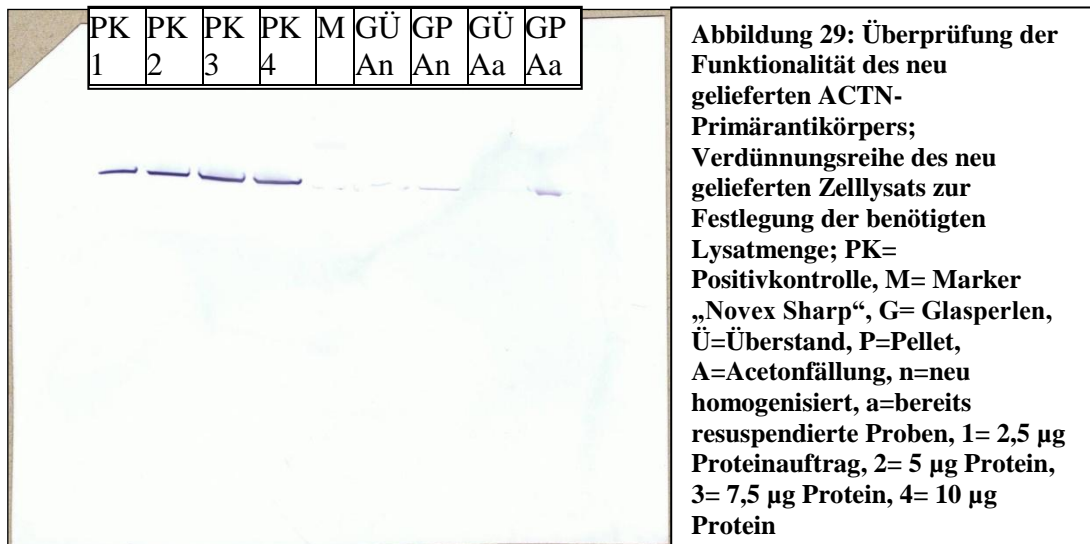 PK PK PK PK M GÜ GP GÜ GP
1 2 3 4 An An Aa Aa
Abbildung 29: Überprüfung der
Funktionalität des neu
gelieferten ACTN-
Primärantikörpers;
Verdünnungsreihe des neu
gelieferten Zelllysats zur
Festlegung der benötigten
Lysatmenge; PK=
Positivkontrolle, M= Marker
„Novex Sharp“, G= Glasperlen,
Ü=Überstand, P=Pellet,
A=Acetonfällung, n=neu
homogenisiert, a=bereits
resuspendierte Proben, 1= 2,5 µg
Proteinauftrag, 2= 5 µg Protein,
3= 7,5 µg Protein, 4= 10 µg
Protein